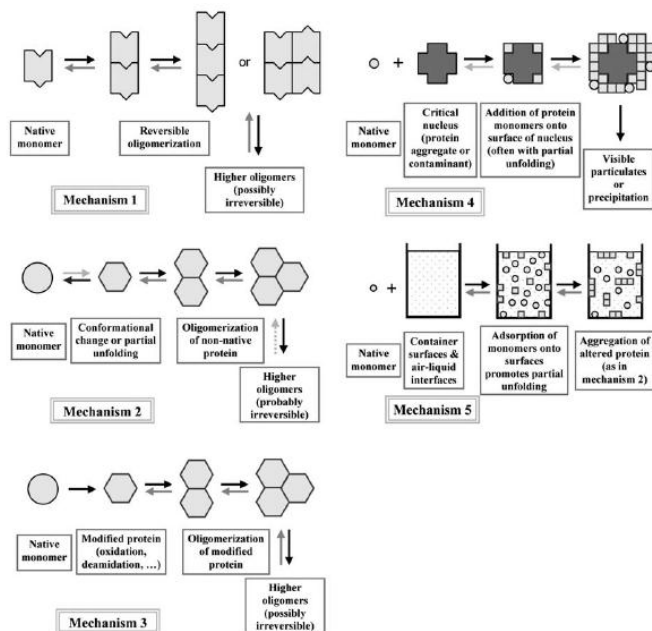 or
Native
monomer
Reversible
oligomerization
Higher oligomers
(possibly
irreversible)
Mechanism 1
Native
monomer
Conformational
change or partial
unfolding
Oligomerization
of non-native
protein
Higher
oligomers
(probably
irreversible)
Mechanism 2
Native
monomer
Modified protein
(oxidation,
deamidation, …)
Oligomerization
of modified
protein
Higher
oligomers
(possibly
irreversible)
Mechanism 3
+
Native
monomer
Critical
nucleus
(protein
aggregate or
contaminant)
Addition of protein
monomers onto
surface of nucleus
(often with partial
unfolding)
Visible
particulates
or
precipitation
Mechanism 4
+
Native
monomer
Container
surfaces &
air-liquid
interfaces
Adsorption of
monomers onto
surfaces
promotes partial
unfolding
Aggregation of
altered protein
(as in
mechanism 2)
Mechanism 5